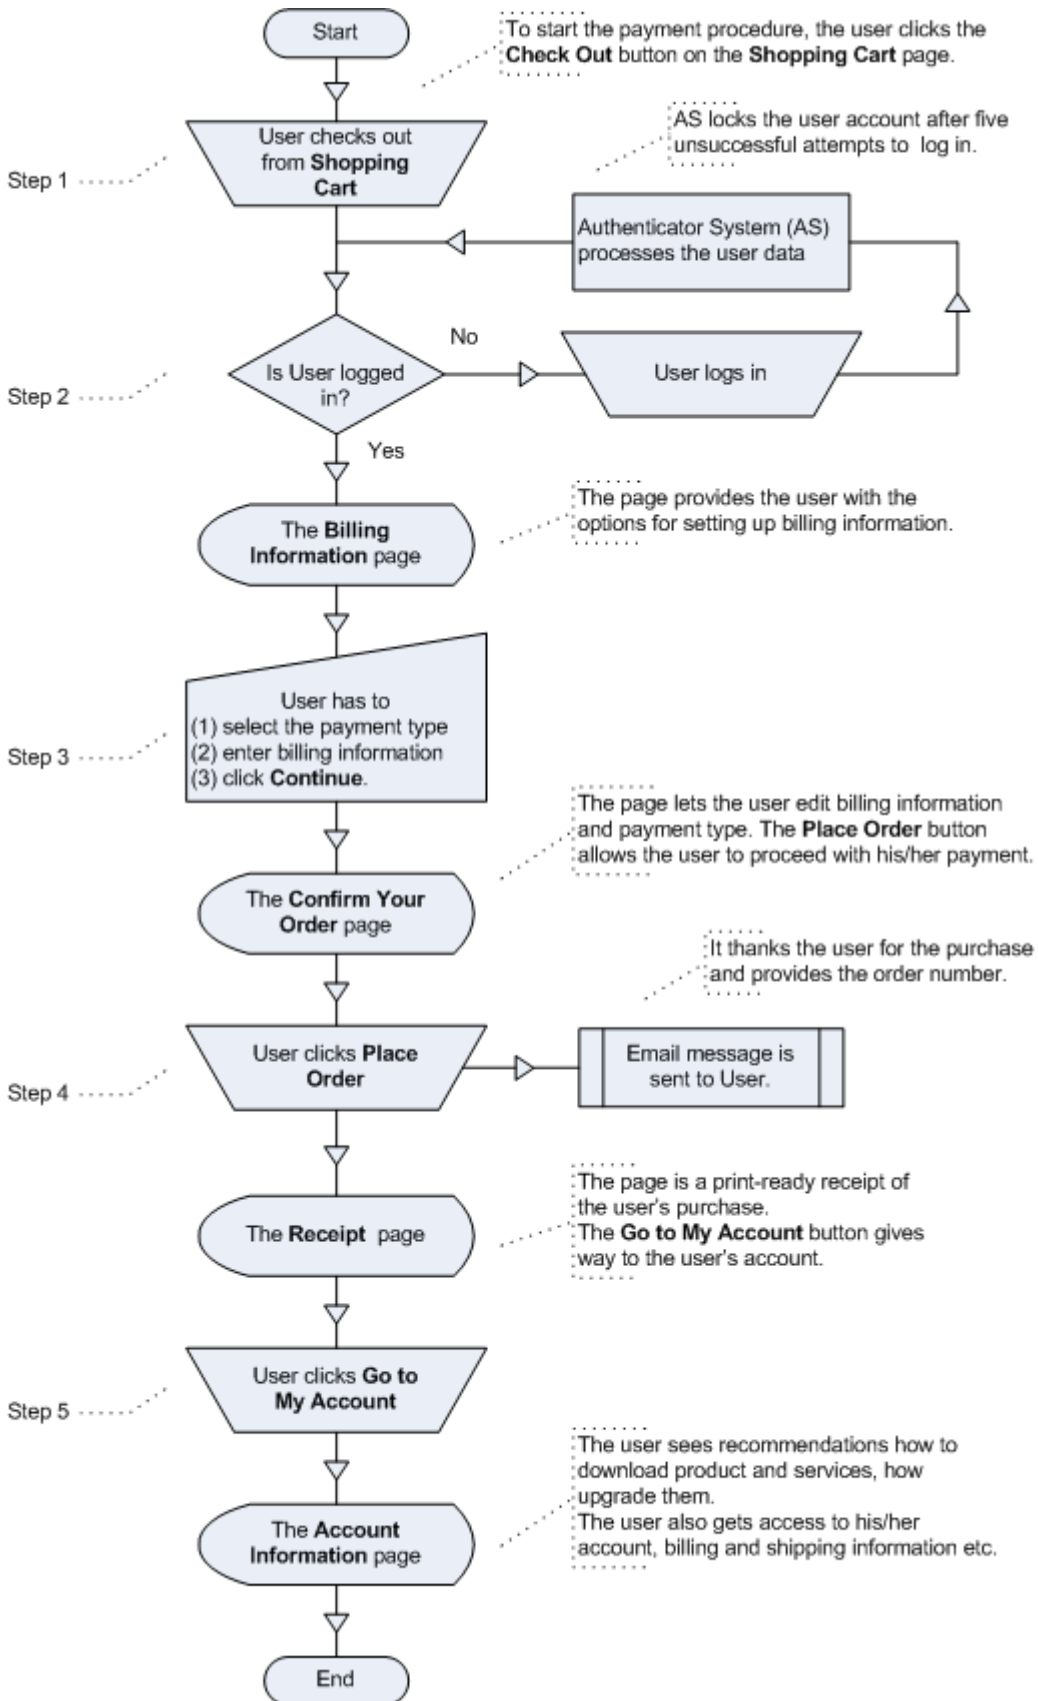 Start
To start the payment procedure, the user clicks the
Check Out button on the Shopping Cart page.
AS locks the user account after five
unsuccessful attempts to log in.
Step 1
User checks out
from Shopping
Cart
Authenticator System (AS)
processes the user data
Step 2
Is User logged
in?
No
User logs in
Yes
The Billing
Information page
The page provides the user with the
options for setting up billing information.
Step 3
User has to
(1) select the payment type
(2) enter billing information
(3) click Continue.
The page lets the user edit billing information
and payment type. The Place Order button
allows the user to proceed with his/her payment.
The Confirm Your
Order page
It thanks the user for the purchase
and provides the order number.
Step 4
User clicks Place
Order
Email message is
sent to User.
The page is a print-ready receipt of
the user's purchase.
The Go to My Account button gives
way to the user's account.
The Receipt page
Step 5
User clicks Go to
My Account
The user sees recommendations how to
download product and services, how
upgrade them.
The user also gets access to his/her
account, billing and shipping information etc.
The Account
Information page
End